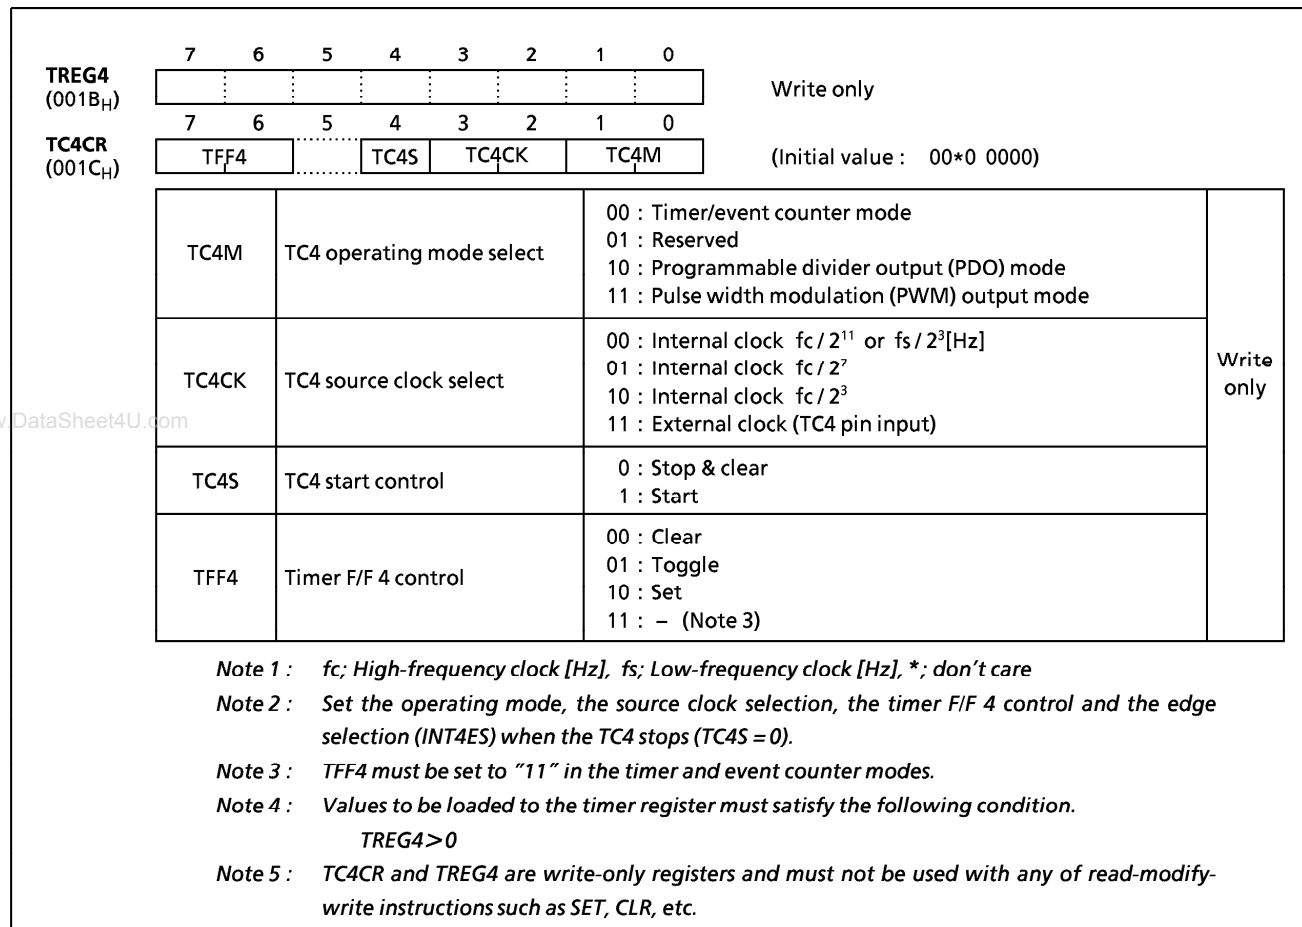 7 6 5 4 3 2 1 0
TREG4
(001BH)
Write only
7 6 5 4 3 2 1 0
TC4CR
(001CH)
TFF4 TC4S TC4CK TC4M
(Initial value : 00*0 0000)
TC4M
TC4 operating mode select
00 : Timer/event counter mode
01 : Reserved
10 : Programmable divider output (PDO) mode
11 : Pulse width modulation (PWM) output mode
TC4CK
TC4 source clock select
00 : Internal clock fc / 2¹¹ or fs / 2³[Hz]
01 : Internal clock fc / 2⁷
10 : Internal clock fc / 2³
11 : External clock (TC4 pin input)
TC4S
TC4 start control
0 : Stop & clear
1 : Start
TFF4
Timer F/F 4 control
00 : Clear
01 : Toggle
10 : Set
11 : – (Note 3)
Write
only
w.DataSheet4U.com
Note 1 : fc; High-frequency clock [Hz], fs; Low-frequency clock [Hz], *; don't care
Note 2 : Set the operating mode, the source clock selection, the timer F/F 4 control and the edge
selection (INT4ES) when the TC4 stops (TC4S = 0).
Note 3 : TFF4 must be set to "11" in the timer and event counter modes.
Note 4 : Values to be loaded to the timer register must satisfy the following condition.
TREG4>0
Note 5 : TC4CR and TREG4 are write-only registers and must not be used with any of read-modify-
write instructions such as SET, CLR, etc.